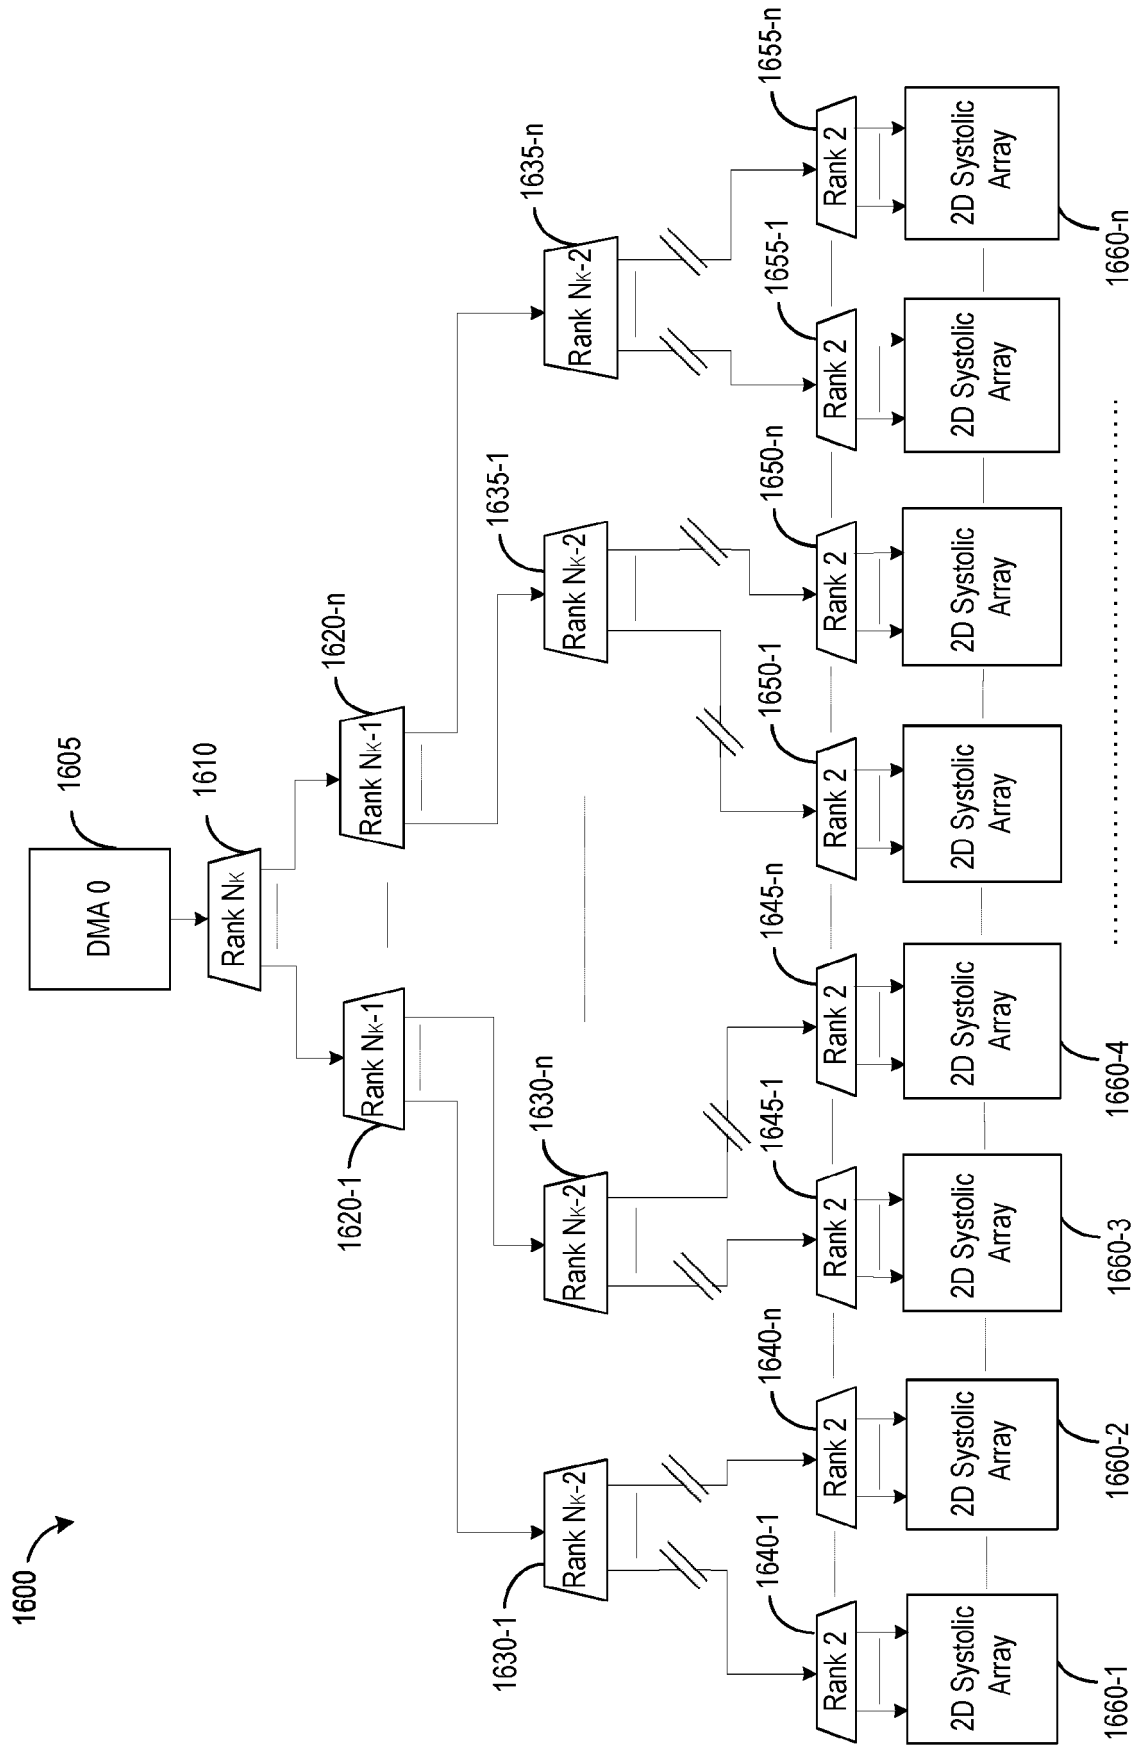 1600
DMA 0
1605
Rank NK
1610
Rank NK-1
1620-1
Rank NK-1
1620-n
Rank NK-2
1630-1
Rank NK-2
1630-n
Rank NK-2
1635-1
Rank NK-2
1635-n
Rank 2
1640-1
Rank 2
1640-n
Rank 2
1645-1
Rank 2
1645-n
Rank 2
1650-1
Rank 2
1650-n
Rank 2
1655-1
Rank 2
1655-n
2D Systolic
Array
1660-1
2D Systolic
Array
1660-2
2D Systolic
Array
1660-3
2D Systolic
Array
1660-4
2D Systolic
Array
2D Systolic
Array
2D Systolic
Array
2D Systolic
Array
1660-n